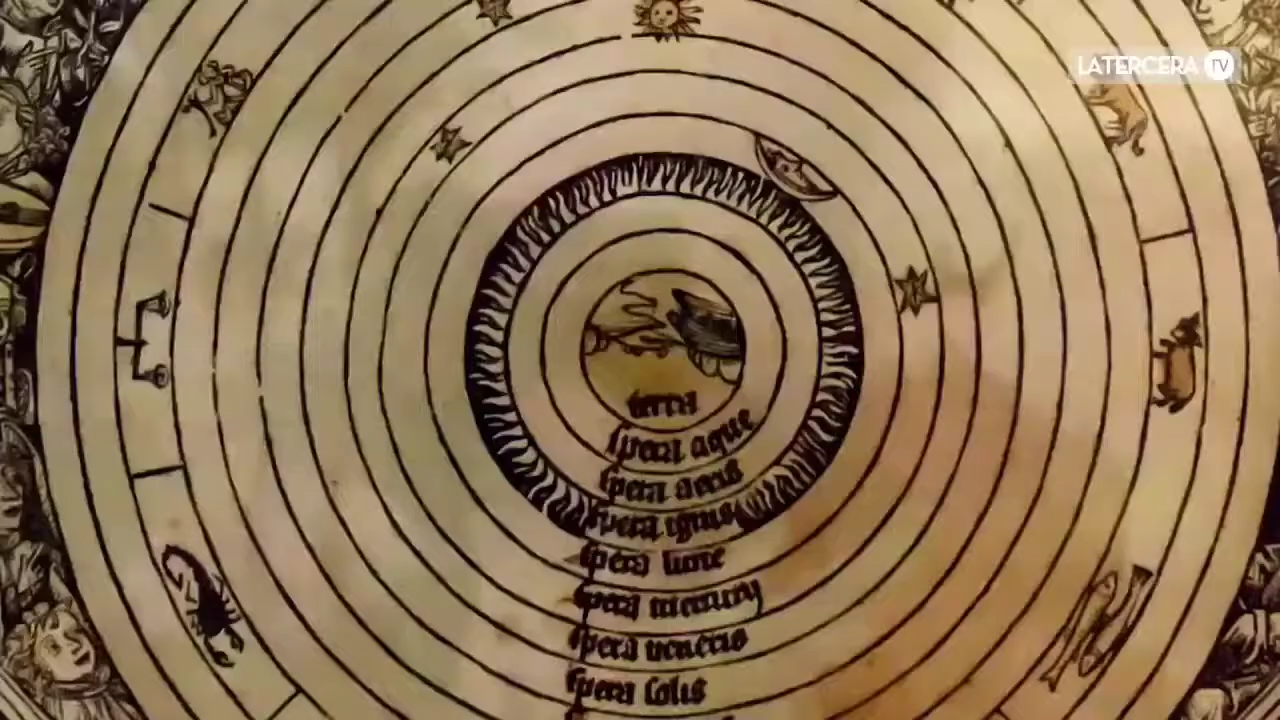 LATERCERA TV
terra
spera aque
spera aeris
spera ignis
spera lune
spera mercurij
spera veneris
spera solis